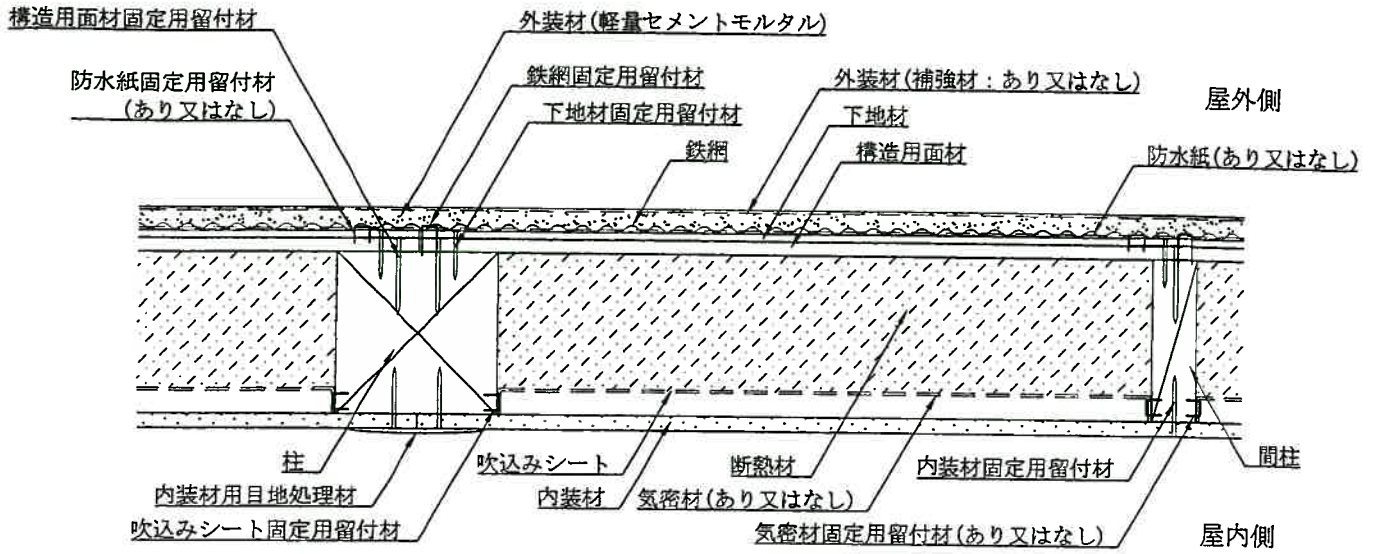 構造用面材固定用留付材
外装材(軽量セメントモルタル)
防水紙固定用留付材
(あり又はなし)
鉄網固定用留付材
下地材固定用留付材
鉄網
外装材(補強材：あり又はなし)
下地材
構造用面材
屋外側
防水紙(あり又はなし)
柱
内装材用目地処理材
吹込みシート固定用留付材
吹込みシート
内装材
断熱材
気密材(あり又はなし)
内装材固定用留付材
気密材固定用留付材(あり又はなし)
間柱
屋内側